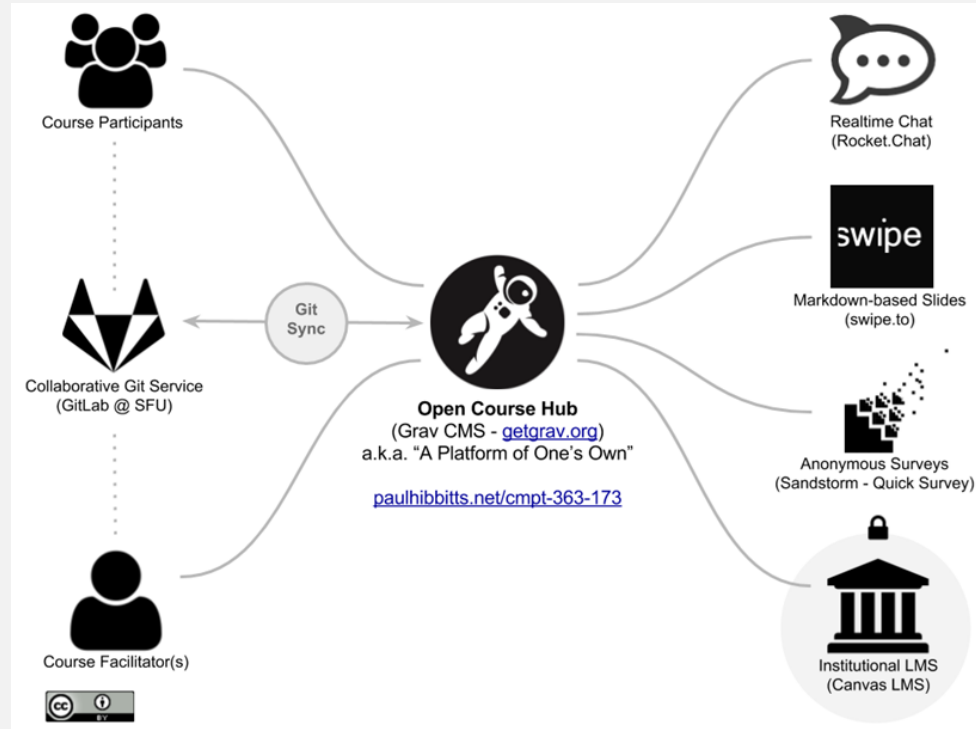 Course Participants
Collaborative Git Service
(GitLab @ SFU)
Course Facilitator(s)
cc
BY
Git
Sync
Open Course Hub
(Grav CMS - getgrav.org)
a.k.a. “A Platform of One’s Own”
paulhibbitts.net/cmpt-363-173
Realtime Chat
(Rocket.Chat)
swipe
Markdown-based Slides
(swipe.to)
Anonymous Surveys
(Sandstorm - Quick Survey)
Institutional LMS
(Canvas LMS)